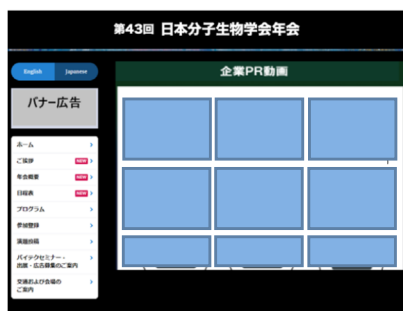 第43回 日本分子生物学会年会
English Japanese
企業PR動画
バナー広告
ホーム
ご挨拶 NEW
年会概要 NEW
日程表 NEW
プログラム
参加登録
演題投稿
バイテクセミナー・
出展・広告募集のご案内
交通および会場の
ご案内